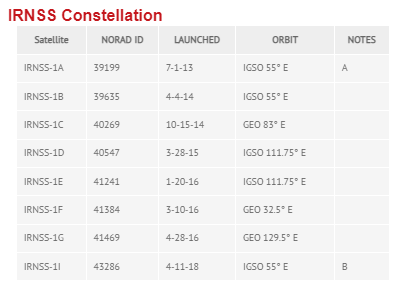 IRNSS Constellation
Satellite NORAD ID LAUNCHED ORBIT NOTES
IRNSS-1A 39199 7-1-13 IGSO 55° E A
IRNSS-1B 39635 4-4-14 IGSO 55° E
IRNSS-1C 40269 10-15-14 GEO 83° E
IRNSS-1D 40547 3-28-15 IGSO 111.75° E
IRNSS-1E 41241 1-20-16 IGSO 111.75° E
IRNSS-1F 41384 3-10-16 GEO 32.5° E
IRNSS-1G 41469 4-28-16 GEO 129.5° E
IRNSS-1I 43286 4-11-18 IGSO 55° E B